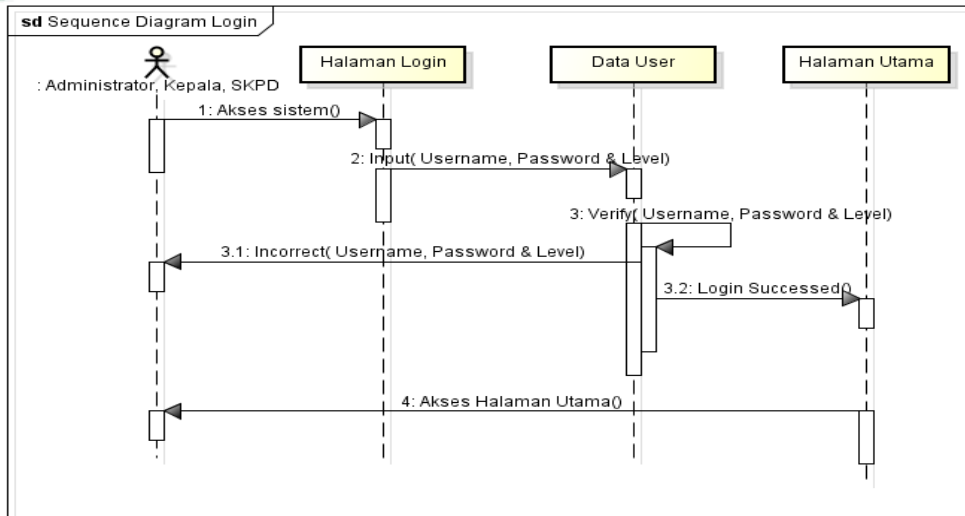 sd Sequence Diagram Login
Halaman Login
Data User
Halaman Utama
: Administrator, Kepala, SKPD
1: Akses sistem()
2: Input( Username, Password & Level)
3: Verify( Username, Password & Level)
3.1: Incorrect( Username, Password & Level)
3.2: Login Successed()
4: Akses Halaman Utama()